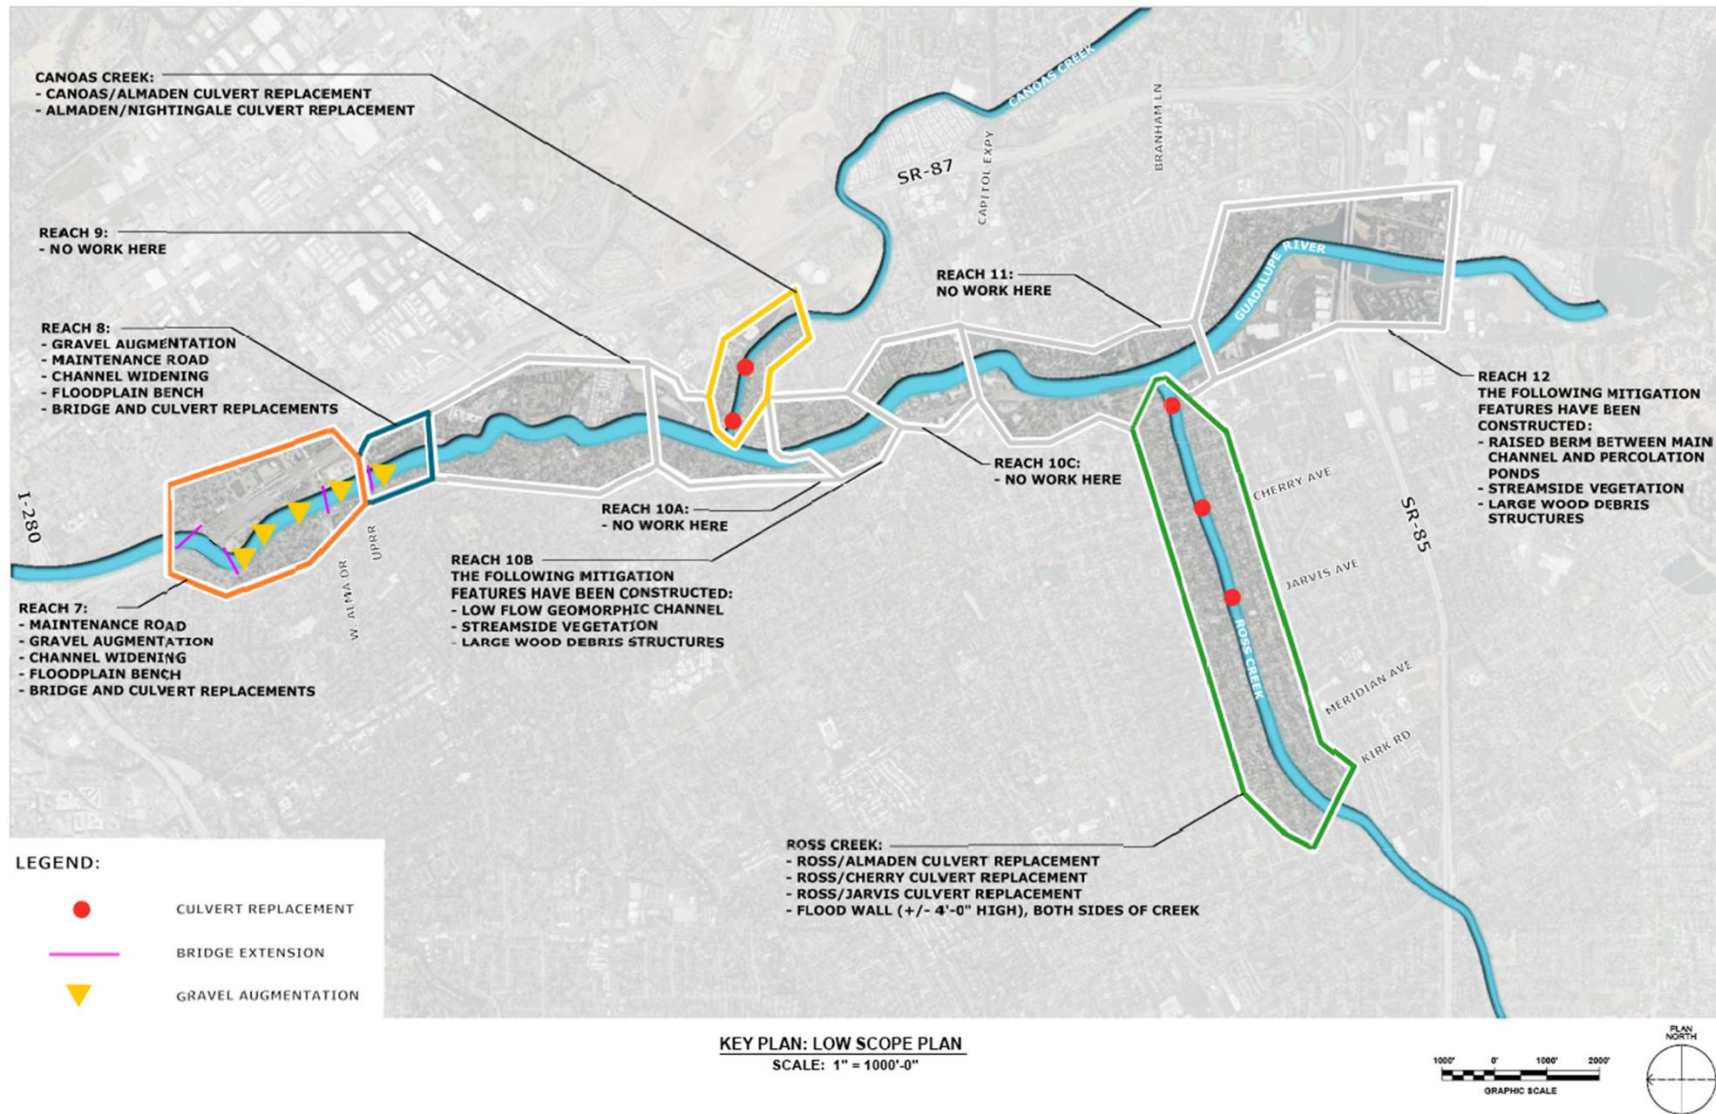 CANOAS CREEK:
- CANOAS/ALMADEN CULVERT REPLACEMENT
- ALMADEN/NIGHTINGALE CULVERT REPLACEMENT
CANOAS CREEK
SR-87
CAPITOL EXPY
BRANHAM LN
REACH 9:
- NO WORK HERE
REACH 11:
NO WORK HERE
GUADALUPE RIVER
REACH 8:
- GRAVEL AUGMENTATION
- MAINTENANCE ROAD
- CHANNEL WIDENING
- FLOODPLAIN BENCH
- BRIDGE AND CULVERT REPLACEMENTS
REACH 12
THE FOLLOWING MITIGATION
FEATURES HAVE BEEN
CONSTRUCTED:
- RAISED BERM BETWEEN MAIN
CHANNEL AND PERCOLATION
PONDS
- STREAMSIDE VEGETATION
- LARGE WOOD DEBRIS
STRUCTURES
REACH 10C:
- NO WORK HERE
CHERRY AVE
SR-85
I-280
REACH 10A:
- NO WORK HERE
UPRR
W. ALMA DR
REACH 10B
THE FOLLOWING MITIGATION
FEATURES HAVE BEEN CONSTRUCTED:
- LOW FLOW GEOMORPHIC CHANNEL
- STREAMSIDE VEGETATION
- LARGE WOOD DEBRIS STRUCTURES
JARVIS AVE
REACH 7:
- MAINTENANCE ROAD
- GRAVEL AUGMENTATION
- CHANNEL WIDENING
- FLOODPLAIN BENCH
- BRIDGE AND CULVERT REPLACEMENTS
ROSS CREEK
MERIDIAN AVE
KIRK RD
ROSS CREEK:
- ROSS/ALMADEN CULVERT REPLACEMENT
- ROSS/CHERRY CULVERT REPLACEMENT
- ROSS/JARVIS CULVERT REPLACEMENT
- FLOOD WALL (+/- 4'-0" HIGH), BOTH SIDES OF CREEK
LEGEND:
CULVERT REPLACEMENT
BRIDGE EXTENSION
GRAVEL AUGMENTATION
KEY PLAN: LOW SCOPE PLAN
SCALE: 1" = 1000'-0"
1000' 0' 1000' 2000'
GRAPHIC SCALE
PLAN
NORTH